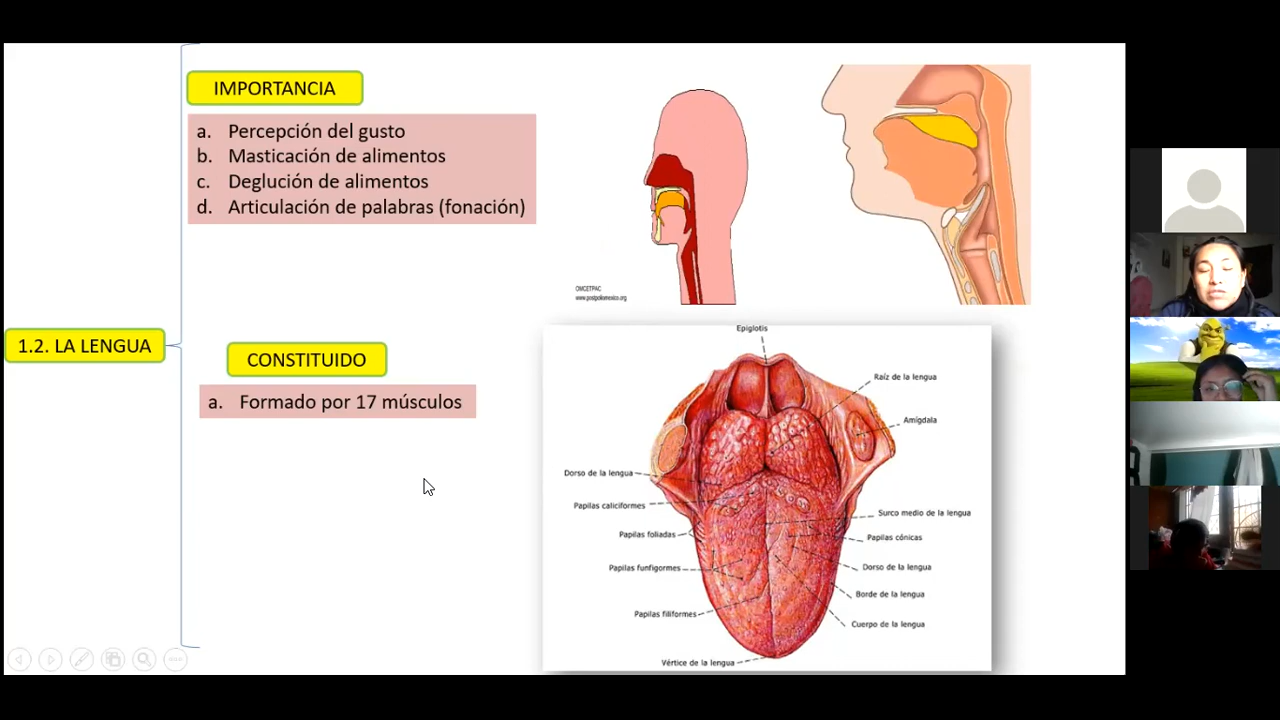 IMPORTANCIA
a. Percepción del gusto
b. Masticación de alimentos
c. Deglución de alimentos
d. Articulación de palabras (fonación)
OMCETPAC
www.postpoliomexico.org
1.2. LA LENGUA
CONSTITUIDO
a. Formado por 17 músculos
Epiglotis
Raíz de la lengua
Amígdala
Dorso de la lengua
Papilas caliciformes
Surco medio de la lengua
Papilas foliadas
Papilas cónicas
Papilas funfigormes
Dorso de la lengua
Borde de la lengua
Papilas filiformes
Cuerpo de la lengua
Vértice de la lengua